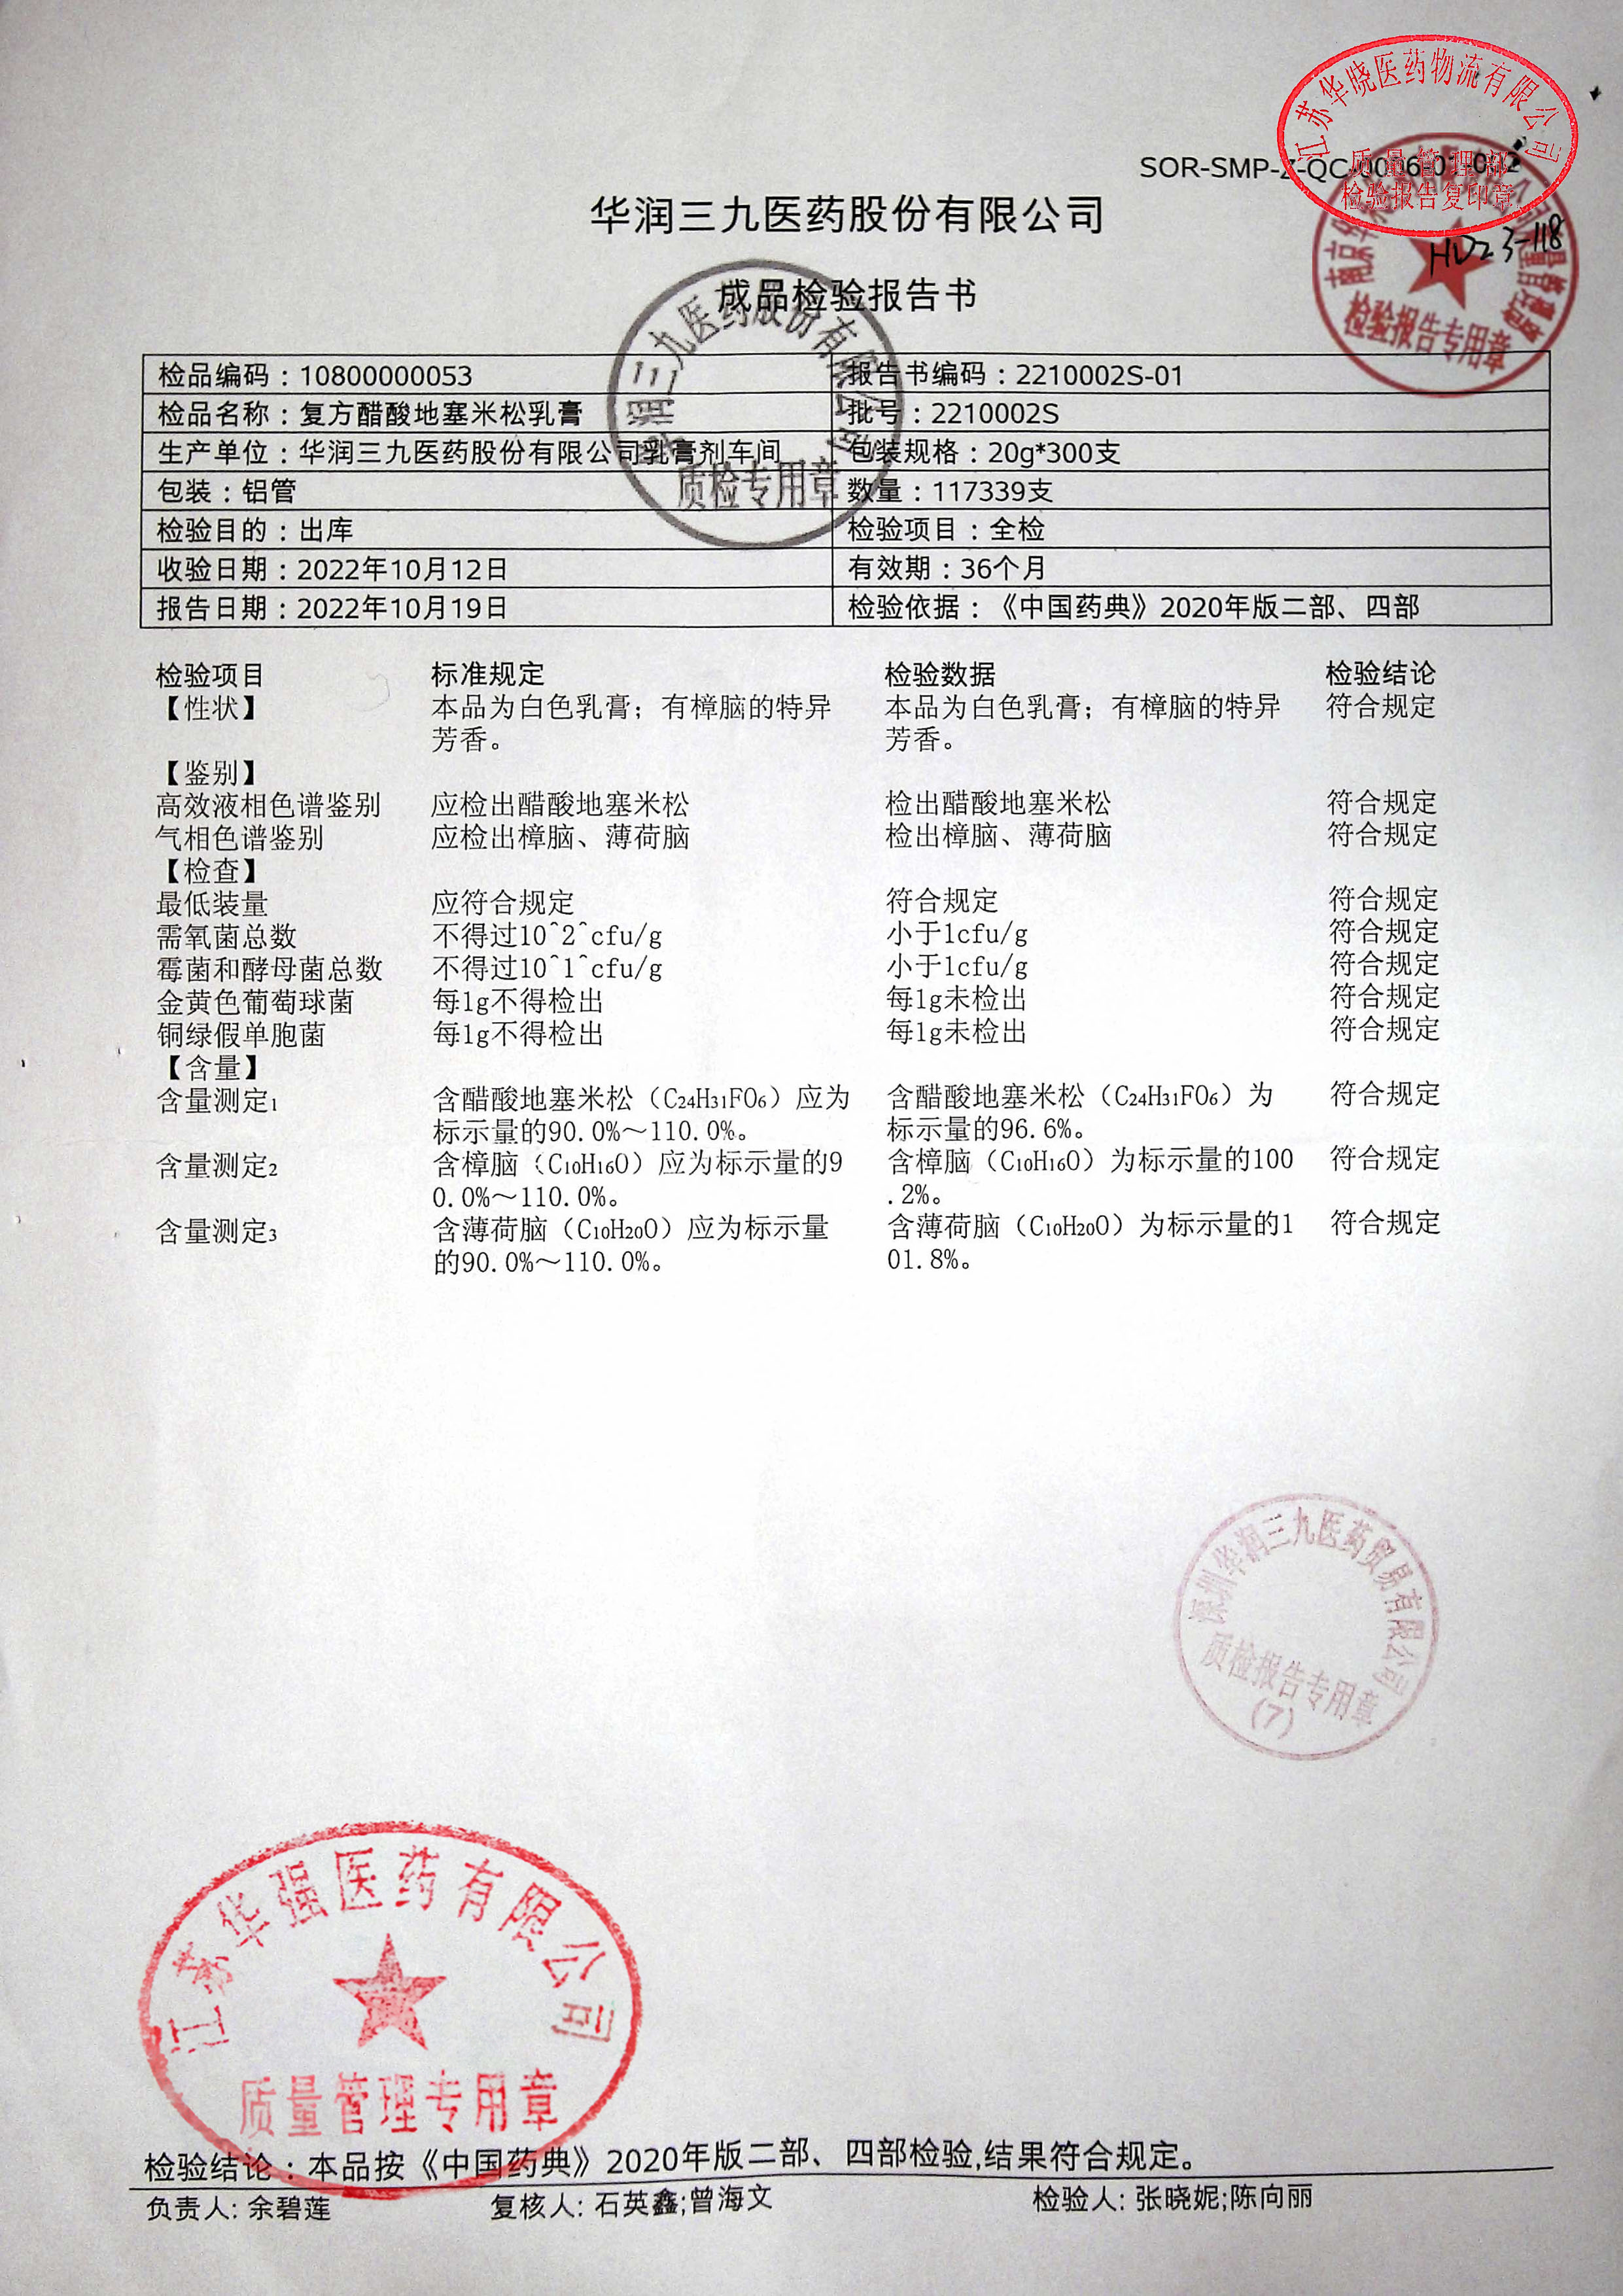 江苏华晓医药物流有限公司
质量管理部
检验报告复印章
SOR-SMP-Z-QC
HD23-118
检验报告专用章
华润三九医药股份有限公司
成品检验报告书
华润三九医药股份有限公司
质检专用章
检品编码：10800000053 报告书编码：2210002S-01
检品名称：复方醋酸地塞米松乳膏 批号：2210002S
生产单位：华润三九医药股份有限公司乳膏剂车间 包装规格：20g*300支
包装：铝管 数量：117339支
检验目的：出库 检验项目：全检
收验日期：2022年10月12日 有效期：36个月
报告日期：2022年10月19日 检验依据：《中国药典》2020年版二部、四部
检验项目 标准规定 检验数据 检验结论
【性状】 本品为白色乳膏；有樟脑的特异 本品为白色乳膏；有樟脑的特异 符合规定
芳香。 芳香。
【鉴别】
高效液相色谱鉴别 应检出醋酸地塞米松 检出醋酸地塞米松 符合规定
气相色谱鉴别 应检出樟脑、薄荷脑 检出樟脑、薄荷脑 符合规定
【检查】
最低装量 应符合规定 符合规定 符合规定
需氧菌总数 不得过10^2^cfu/g 小于1cfu/g 符合规定
霉菌和酵母菌总数 不得过10^1^cfu/g 小于1cfu/g 符合规定
金黄色葡萄球菌 每1g不得检出 每1g未检出 符合规定
铜绿假单胞菌 每1g不得检出 每1g未检出 符合规定
【含量】
含量测定₁ 含醋酸地塞米松（C₂₄H₃₁FO₆）应为 含醋酸地塞米松（C₂₄H₃₁FO₆）为 符合规定
标示量的90.0%～110.0%。 标示量的96.6%。
含量测定₂ 含樟脑（C₁₀H₁₆O）应为标示量的9 含樟脑（C₁₀H₁₆O）为标示量的100 符合规定
0.0%～110.0%。 .2%。
含量测定₃ 含薄荷脑（C₁₀H₂₀O）应为标示量 含薄荷脑（C₁₀H₂₀O）为标示量的1 符合规定
的90.0%～110.0%。 01.8%。
深圳华润三九医药贸易有限公司
质检报告专用章
(7)
江苏华强医药有限公司
质量管理专用章
检验结论：本品按《中国药典》2020年版二部、四部检验,结果符合规定。
负责人: 余碧莲 复核人: 石英鑫;曾海文 检验人: 张晓妮;陈向丽